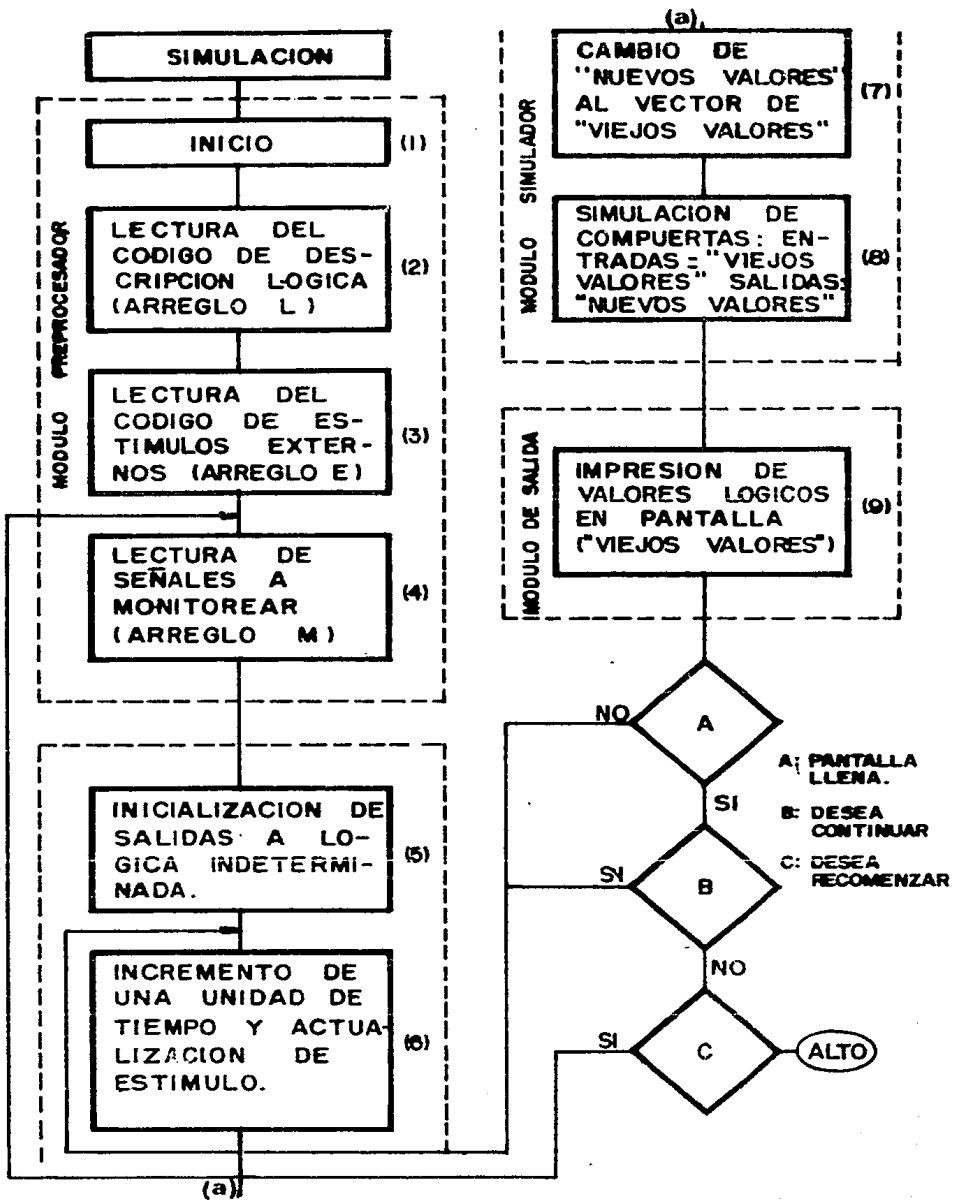 SIMULACION
MODULO PREPROCESADOR
INICIO
(1)
LECTURA DEL
CODIGO DE DES-
CRIPCION LOGICA
(ARREGLO L)
(2)
LECTURA DEL
CODIGO DE ES-
TIMULOS EXTER-
NOS (ARREGLO E)
(3)
LECTURA DE
SEÑALES A
MONITOREAR
(ARREGLO M)
(4)
INICIALIZACION DE
SALIDAS A LO-
GICA INDETERMI-
NADA.
(5)
INCREMENTO DE
UNA UNIDAD DE
TIEMPO Y ACTUA-
LIZACION DE
ESTIMULO.
(6)
(a)
(a)
MODULO SIMULADOR
CAMBIO DE
"NUEVOS VALORES"
AL VECTOR DE
"VIEJOS VALORES"
(7)
SIMULACION DE
COMPUERTAS: EN-
TRADAS = "VIEJOS
VALORES" SALIDAS:
"NUEVOS VALORES"
(8)
MODULO DE SALIDA
IMPRESION DE
VALORES LOGICOS
EN PANTALLA
("VIEJOS VALORES")
(9)
NO
A
SI
A: PANTALLA
LLENA.
B: DESEA
CONTINUAR
C: DESEA
RECOMENZAR
SI
B
NO
SI
C
ALTO